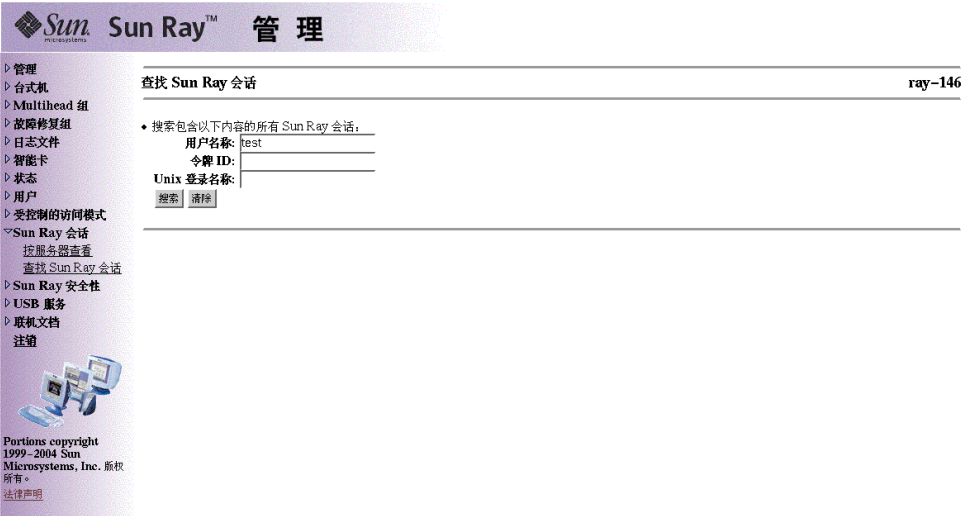 Sun microsystems Sun Ray™ 管 理
管理
台式机
Multihead 组
故障修复组
日志文件
智能卡
状态
用户
受控制的访问模式
Sun Ray 会话
按服务器查看
查找 Sun Ray 会话
Sun Ray 安全性
USB 服务
联机文档
注销
Portions copyright
1999-2004 Sun
Microsystems, Inc. 版权
所有。
法律声明
查找 Sun Ray 会话 ray-146
搜索包含以下内容的所有 Sun Ray 会话:
用户名称: test
令牌 ID:
Unix 登录名称:
搜索 清除